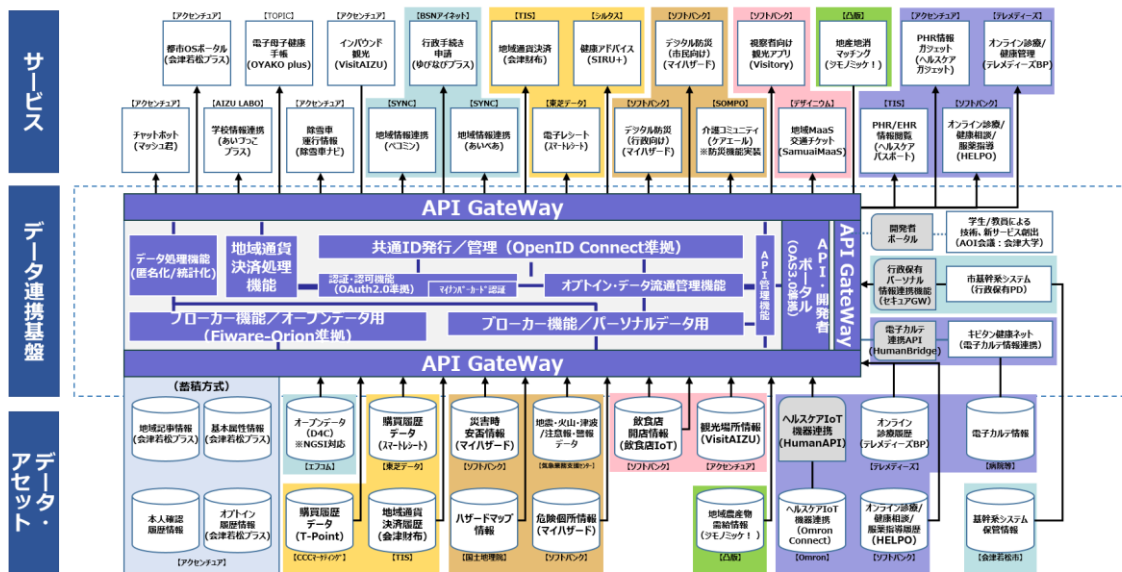 サービス
【アクセンチュア】
都市OSポータル
(会津若松プラス)
【TOPIC】
電子母子健康
手帳
(OYAKO plus)
【アクセンチュア】
インバウンド
観光
(VisitAIZU)
【BSNアイネット】
行政手続き
申請
(ゆびなびプラス)
【TIS】
地域通貨決済
(会津財布)
【シルタス】
健康アドバイス
(SIRU+)
【ソフトバンク】
デジタル防災
(市民向け)
(マイハザード)
【ソフトバンク】
視察者向け
観光アプリ
(Visitory)
【凸版】
地産地消
マッチング
(ジモノミッケ！)
【アクセンチュア】
PHR情報
ガジェット
(ヘルスケア
ガジェット)
【テレメディーズ】
オンライン診療/
健康管理
(テレメディーズBP)
【アクセンチュア】
チャットボット
(マッシュ君)
【AIZU LABO】
学校情報連携
(あいづっこ
プラス)
【アクセンチュア】
除雪車
運行情報
(除雪車ナビ)
【SYNC】
地域情報連携
(ペコミン)
【SYNC】
地域情報連携
(あいべあ)
【東芝データ】
電子レシート
(スマートレシート)
【ソフトバンク】
デジタル防災
(行政向け)
(マイハザード)
【SOMPO】
介護コミュニティ
(ケアエール)
※防災機能実装
【デザイニウム】
地域MaaS
交通チケット
(SamuaiMaaS)
【TIS】
PHR/EHR
情報閲覧
(ヘルスケア
パスポート)
【ソフトバンク】
オンライン診療/
健康相談/
服薬指導
(HELPO)
データ連携基盤
API GateWay
データ処理機能
(匿名化/統計化)
地域通貨
決済処理
機能
共通ID発行／管理（OpenID Connect準拠）
認証・認可機能
(OAuth2.0準拠)
マイナンバーカード認証
オプトイン・データ流通管理機能
API管理機能
API・開発者
ポータル
(OAS3.0準拠)
API GateWay
ブローカー機能／オープンデータ用
(Fiware-Orion準拠)
ブローカー機能／パーソナルデータ用
API GateWay
開発者
ポータル
学生/教員による
技術、新サービス創出
(AOI会議：会津大学)
行政保有
パーソナル
情報連携機能
(セキュアGW)
市基幹系システム
(行政保有PD)
電子カルテ
連携API
(HumanBridge)
キビタン健康ネット
(電子カルテ情報連携)
データ・アセット
(蓄積方式)
地域記事情報
(会津若松プラス)
基本属性情報
(会津若松プラス)
本人確認
履歴情報
オプトイン
履歴情報
(会津若松プラス)
【アクセンチュア】
オープンデータ
(D4C)
※NGSI対応
【エフコム】
購買履歴
データ
(スマートレシート)
【東芝データ】
災害時
安否情報
(マイハザード)
【ソフトバンク】
地震・火山・津波
/注意報・警報
データ
【気象業務支援センター】
飲食店
開店情報
(飲食店IoT)
【ソフトバンク】
観光場所情報
(VisitAIZU)
【アクセンチュア】
ヘルスケアIoT
機器連携
(HumanAPI)
オンライン
診療履歴
(テレメディーズBP)
【テレメディーズ】
電子カルテ情報
【病院等】
購買履歴
データ
(T-Point)
【CCCマーケティング】
地域通貨
決済履歴
(会津財布)
【TIS】
ハザードマップ
情報
【国土地理院】
危険個所情報
(マイハザード)
【ソフトバンク】
地域農産物
需給情報
(ジモノミッケ！)
【凸版】
ヘルスケアIoT
機器連携
(Omron
Connect)
【Omron】
オンライン診療/
健康相談/
服薬指導履歴
(HELPO)
【ソフトバンク】
基幹系システム
保管情報
【会津若松市】